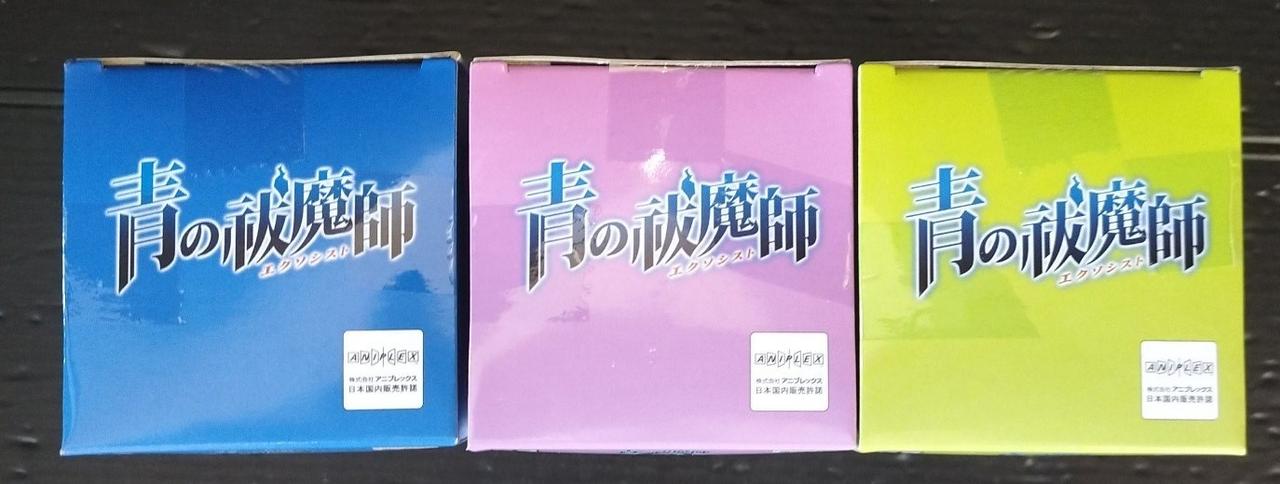 青の祓魔師
エクソシスト
ANIPLEX
株式会社 アニプレックス
日本国内販売許諾
青の祓魔師
エクソシスト
ANIPLEX
株式会社 アニプレックス
日本国内販売許諾
青の祓魔師
エクソシスト
ANIPLEX
株式会社 アニプレックス
日本国内販売許諾